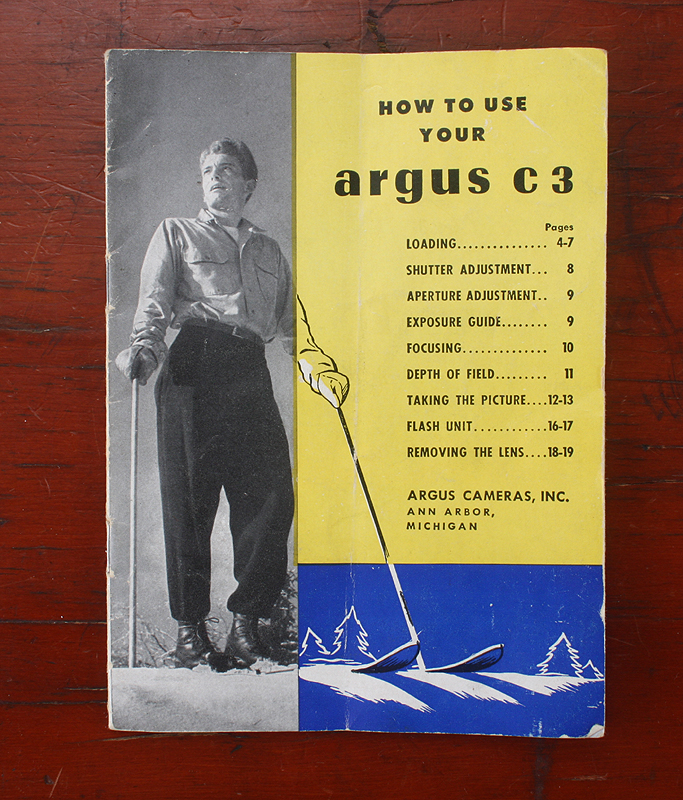 HOW TO USE
YOUR
argus c3
Pages
LOADING............... 4-7
SHUTTER ADJUSTMENT... 8
APERTURE ADJUSTMENT.. 9
EXPOSURE GUIDE........ 9
FOCUSING.............. 10
DEPTH OF FIELD......... 11
TAKING THE PICTURE....12-13
FLASH UNIT............16-17
REMOVING THE LENS....18-19
ARGUS CAMERAS, INC.
ANN ARBOR,
MICHIGAN